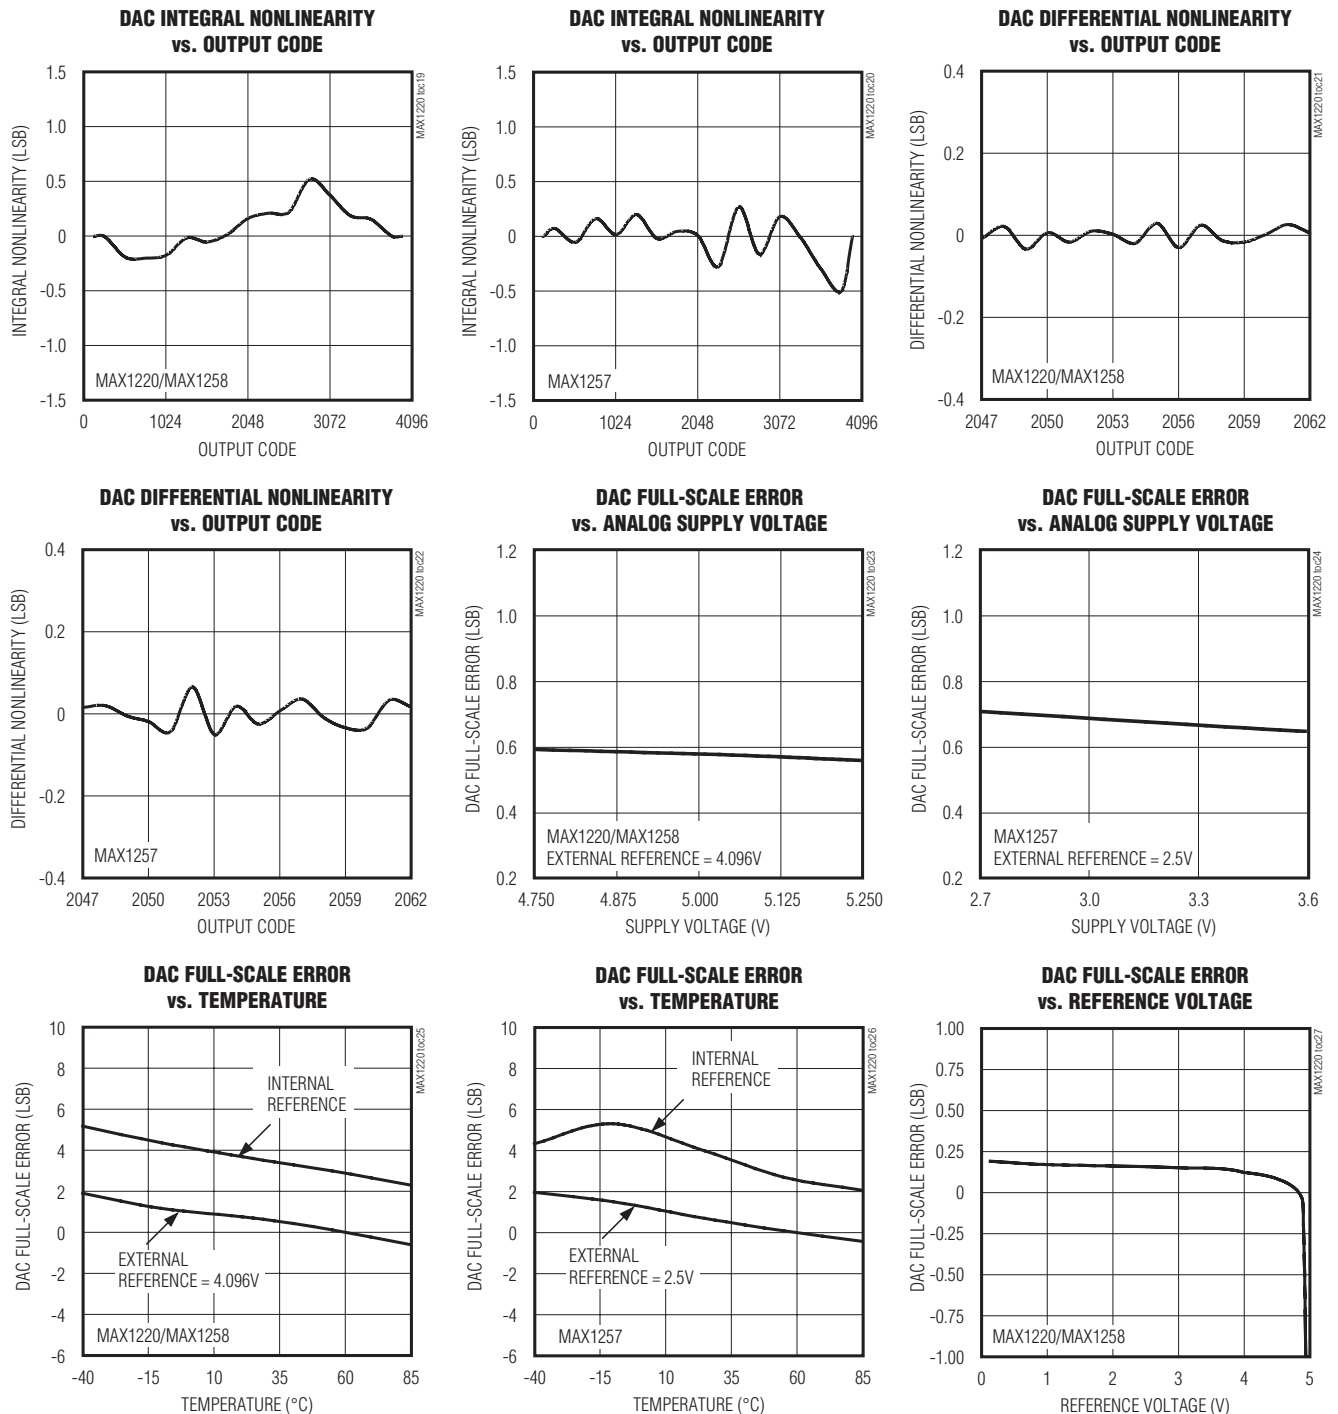 DAC INTEGRAL NONLINEARITY
vs. OUTPUT CODE
MAX1220 toc19
INTEGRAL NONLINEARITY (LSB)
1.5
1.0
0.5
0
-0.5
-1.0
-1.5
MAX1220/MAX1258
0 1024 2048 3072 4096
OUTPUT CODE
DAC INTEGRAL NONLINEARITY
vs. OUTPUT CODE
MAX1220 toc20
INTEGRAL NONLINEARITY (LSB)
1.5
1.0
0.5
0
-0.5
-1.0
-1.5
MAX1257
0 1024 2048 3072 4096
OUTPUT CODE
DAC DIFFERENTIAL NONLINEARITY
vs. OUTPUT CODE
MAX1220 toc21
DIFFERENTIAL NONLINEARITY (LSB)
0.4
0.2
0
-0.2
-0.4
MAX1220/MAX1258
2047 2050 2053 2056 2059 2062
OUTPUT CODE
DAC DIFFERENTIAL NONLINEARITY
vs. OUTPUT CODE
MAX1220 toc22
DIFFERENTIAL NONLINEARITY (LSB)
0.4
0.2
0
-0.2
-0.4
MAX1257
2047 2050 2053 2056 2059 2062
OUTPUT CODE
DAC FULL-SCALE ERROR
vs. ANALOG SUPPLY VOLTAGE
MAX1220 toc23
DAC FULL-SCALE ERROR (LSB)
1.2
1.0
0.8
0.6
0.4
0.2
MAX1220/MAX1258
EXTERNAL REFERENCE = 4.096V
4.750 4.875 5.000 5.125 5.250
SUPPLY VOLTAGE (V)
DAC FULL-SCALE ERROR
vs. ANALOG SUPPLY VOLTAGE
MAX1220 toc24
DAC FULL-SCALE ERROR (LSB)
1.2
1.0
0.8
0.6
0.4
0.2
MAX1257
EXTERNAL REFERENCE = 2.5V
2.7 3.0 3.3 3.6
SUPPLY VOLTAGE (V)
DAC FULL-SCALE ERROR
vs. TEMPERATURE
MAX1220 toc25
DAC FULL-SCALE ERROR (LSB)
10
8
6
4
2
0
-2
-4
-6
INTERNAL
REFERENCE
EXTERNAL
REFERENCE = 4.096V
MAX1220/MAX1258
-40 -15 10 35 60 85
TEMPERATURE (°C)
DAC FULL-SCALE ERROR
vs. TEMPERATURE
MAX1220 toc26
DAC FULL-SCALE ERROR (LSB)
10
8
6
4
2
0
-2
-4
-6
INTERNAL
REFERENCE
EXTERNAL
REFERENCE = 2.5V
MAX1257
-40 -15 10 35 60 85
TEMPERATURE (°C)
DAC FULL-SCALE ERROR
vs. REFERENCE VOLTAGE
MAX1220 toc27
DAC FULL-SCALE ERROR (LSB)
1.00
0.75
0.50
0.25
0
-0.25
-0.50
-0.75
-1.00
MAX1220/MAX1258
0 1 2 3 4 5
REFERENCE VOLTAGE (V)